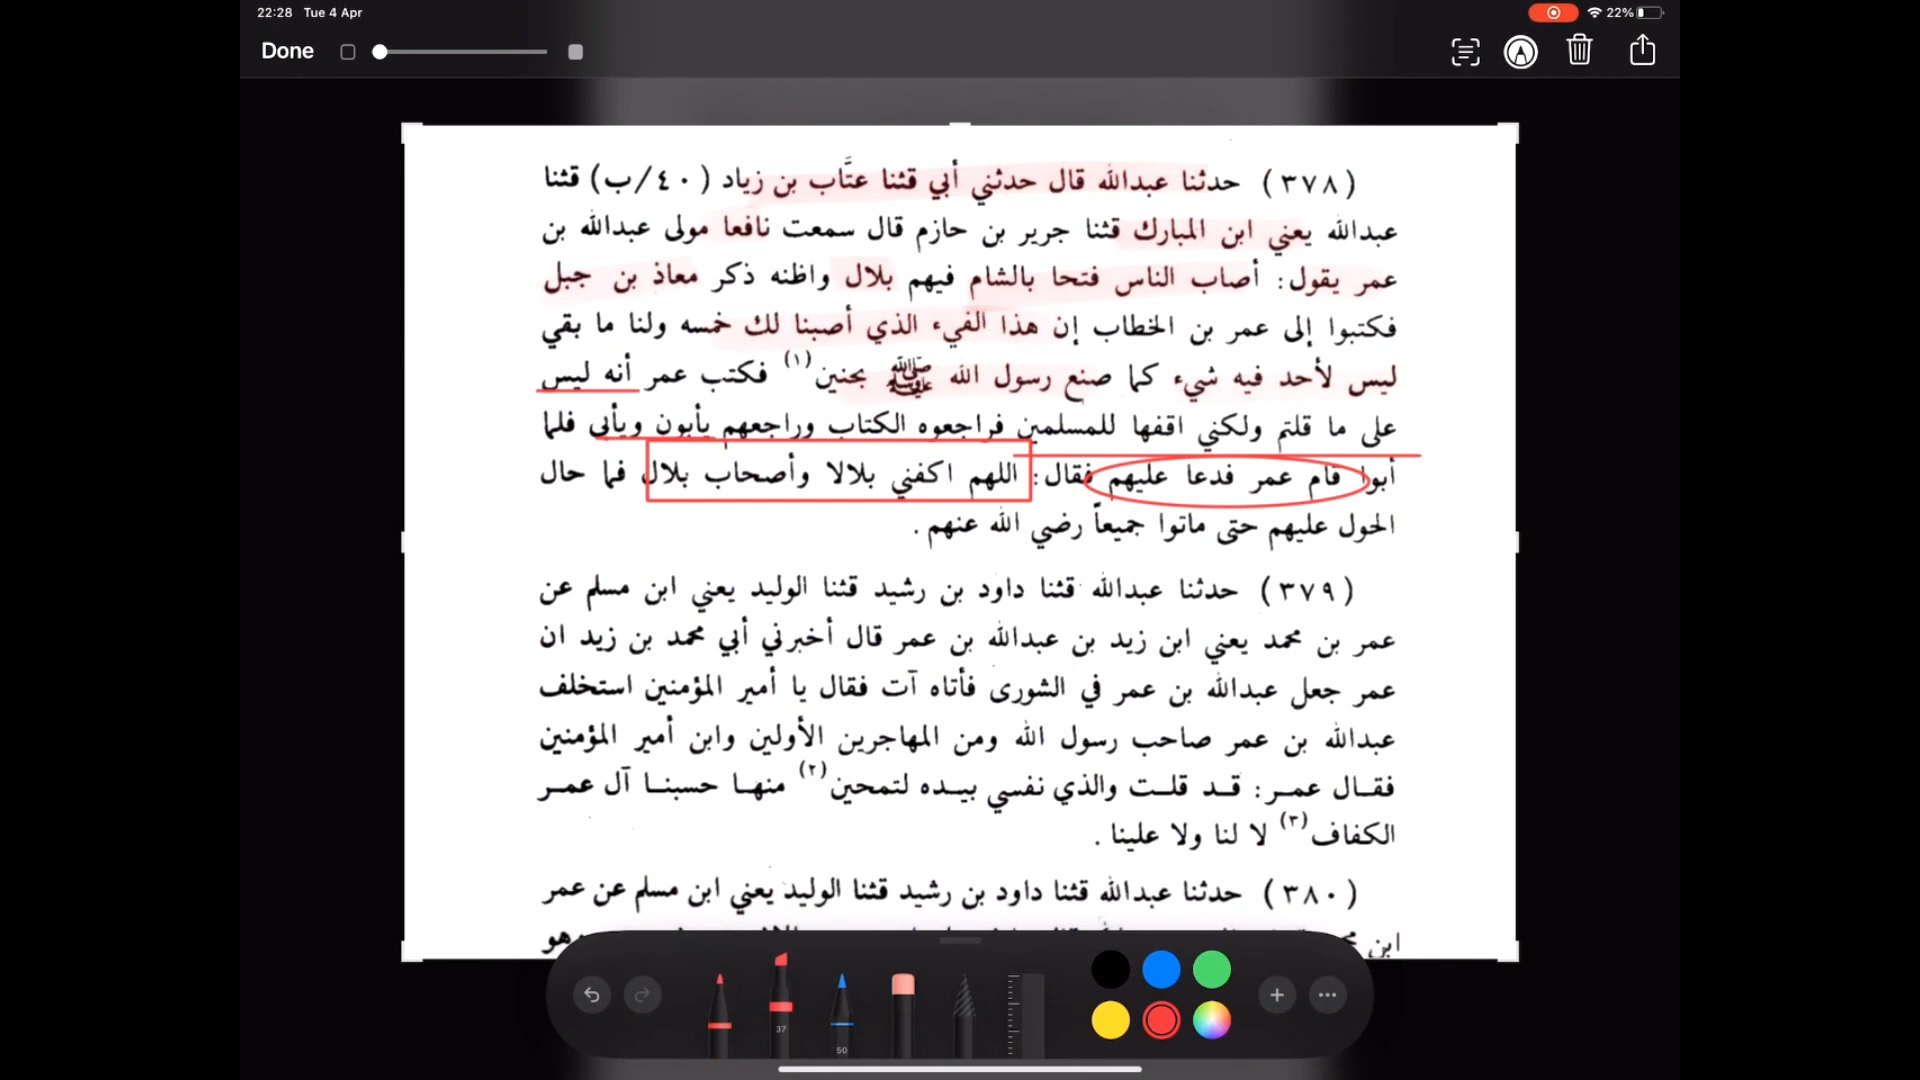 22:28 Tue 4 Apr
22%
Done
(٣٧٨) حدثنا عبدالله قال حدثني أبي قثنا عتَّاب بن زياد (٤٠/ب) قثنا
عبدالله يعني ابن المبارك قثنا جرير بن حازم قال سمعت نافعا مولى عبدالله بن
عمر يقول: أصاب الناس فتحا بالشام فيهم بلال واظنه ذكر معاذ بن جبل
فكتبوا إلى عمر بن الخطاب إن هذا الفيء الذي أصبنا لك خمسه ولنا ما بقي
ليس لأحد فيه شيء كما صنع رسول الله ﷺ بحنين(١) فكتب عمر أنه ليس
على ما قلتم ولكني اقفها للمسلمين فراجعوه الكتاب وراجعهم يأبون ويأبى فلما
أبوا قام عمر فدعا عليهم فقال: اللهم اكفني بلالا وأصحاب بلال فما حال
الحول عليهم حتى ماتوا جميعاً رضي الله عنهم.
(٣٧٩) حدثنا عبدالله قثنا داود بن رشيد قثنا الوليد يعني ابن مسلم عن
عمر بن محمد يعني ابن زيد بن عبدالله بن عمر قال أخبرني أبي محمد بن زيد ان
عمر جعل عبدالله بن عمر في الشورى فأتاه آت فقال يا أمير المؤمنين استخلف
عبدالله بن عمر صاحب رسول الله ومن المهاجرين الأولين وابن أمير المؤمنين
فقال عمر: قد قلت والذي نفسي بيده لتمحين(٢) منها حسبنا آل عمر
الكفاف(٣) لا لنا ولا علينا.
(٣٨٠) حدثنا عبدالله قثنا داود بن رشيد قثنا الوليد يعني ابن مسلم عن عمر
ابن
37
50